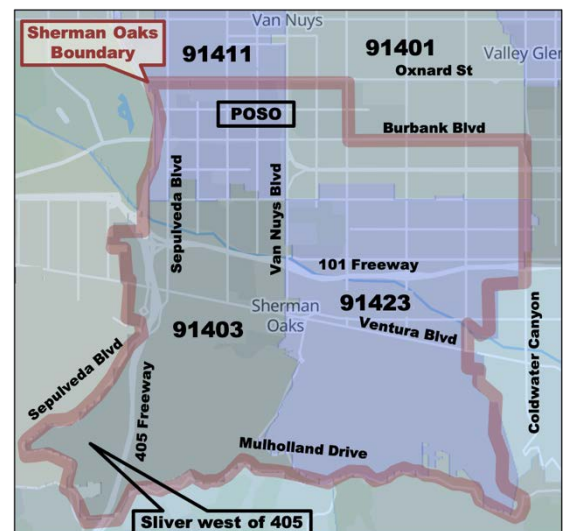 Van Nuys
Sherman Oaks
Boundary
91411
91401
Valley Glen
Oxnard St
POSO
Burbank Blvd
Sepulveda Blvd
Van Nuys Blvd
101 Freeway
Sherman
Oaks
91423
91403
Ventura Blvd
Coldwater Canyon
Sepulveda Blvd
405 Freeway
Mulholland Drive
Sliver west of 405